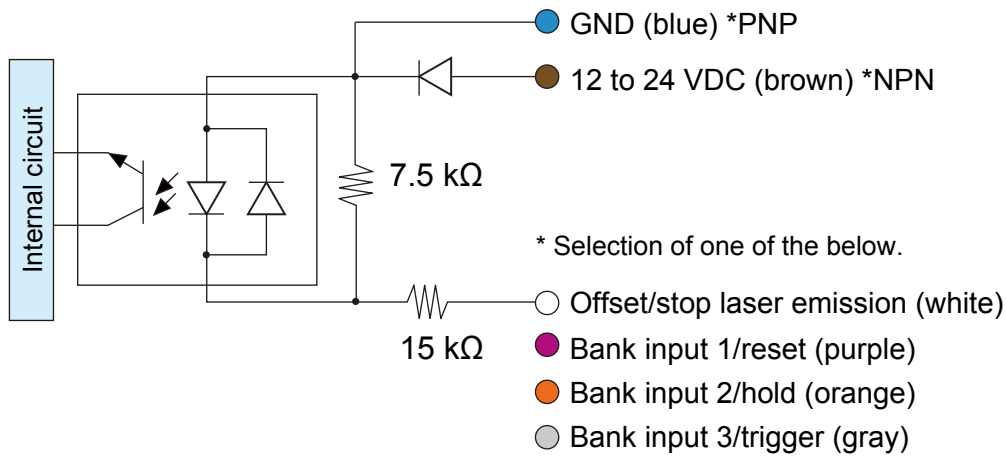 GND (blue) *PNP
12 to 24 VDC (brown) *NPN
Internal circuit
7.5 kΩ
* Selection of one of the below.
Offset/stop laser emission (white)
15 kΩ
Bank input 1/reset (purple)
Bank input 2/hold (orange)
Bank input 3/trigger (gray)